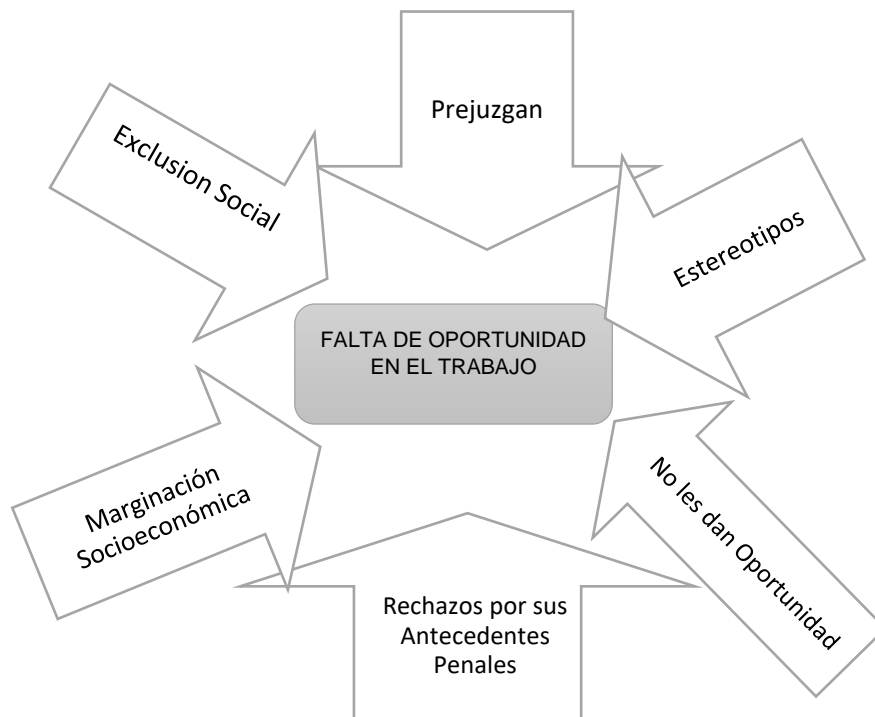 Prejuzgan
Exclusion Social
Estereotipos
FALTA DE OPORTUNIDAD
EN EL TRABAJO
Marginación
Socioeconómica
No les dan Oportunidad
Rechazos por sus
Antecedentes
Penales